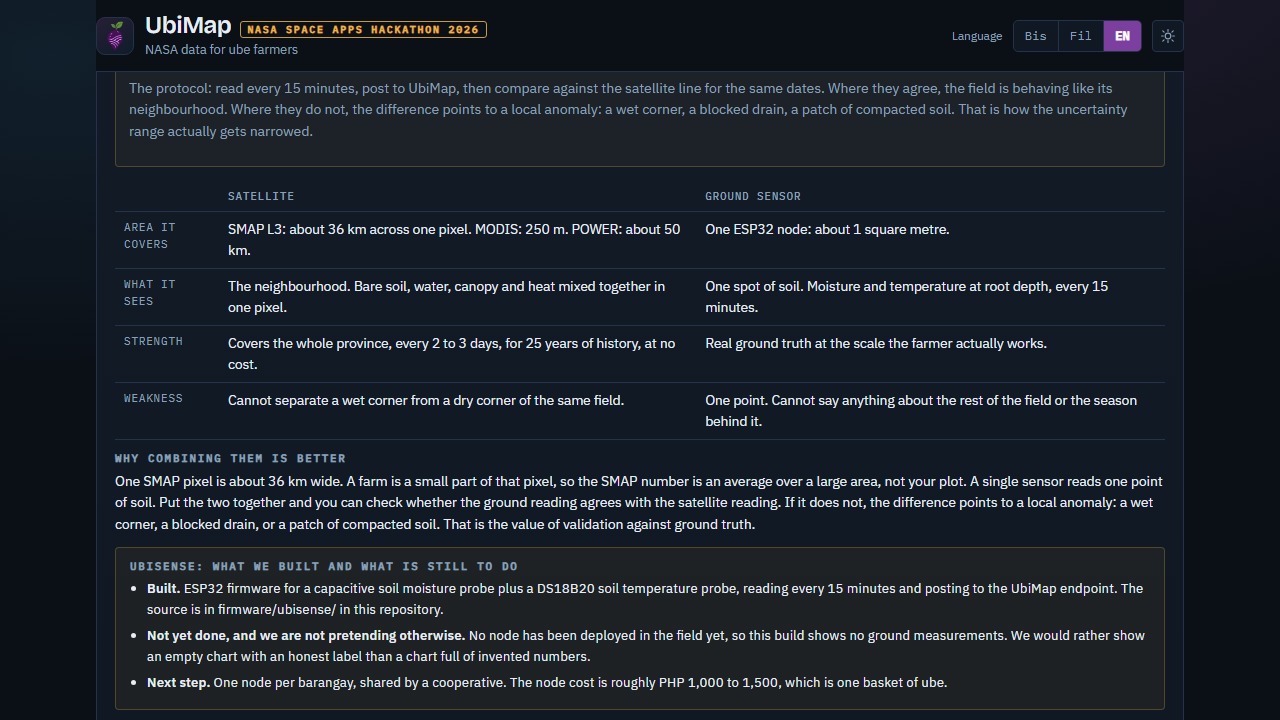 UbiMap NASA SPACE APPS HACKATHON 2026
NASA data for ube farmers
Language Bis Fil EN
The protocol: read every 15 minutes, post to UbiMap, then compare against the satellite line for the same dates. Where they agree, the field is behaving like its
neighbourhood. Where they do not, the difference points to a local anomaly: a wet corner, a blocked drain, a patch of compacted soil. That is how the uncertainty
range actually gets narrowed.
SATELLITE GROUND SENSOR
AREA IT
COVERS
SMAP L3: about 36 km across one pixel. MODIS: 250 m. POWER: about 50
km.
One ESP32 node: about 1 square metre.
WHAT IT
SEES
The neighbourhood. Bare soil, water, canopy and heat mixed together in
one pixel.
One spot of soil. Moisture and temperature at root depth, every 15
minutes.
STRENGTH
Covers the whole province, every 2 to 3 days, for 25 years of history, at no
cost.
Real ground truth at the scale the farmer actually works.
WEAKNESS
Cannot separate a wet corner from a dry corner of the same field.
One point. Cannot say anything about the rest of the field or the season
behind it.
WHY COMBINING THEM IS BETTER
One SMAP pixel is about 36 km wide. A farm is a small part of that pixel, so the SMAP number is an average over a large area, not your plot. A single sensor reads one point
of soil. Put the two together and you can check whether the ground reading agrees with the satellite reading. If it does not, the difference points to a local anomaly: a wet
corner, a blocked drain, or a patch of compacted soil. That is the value of validation against ground truth.
UBISENSE: WHAT WE BUILT AND WHAT IS STILL TO DO
• Built. ESP32 firmware for a capacitive soil moisture probe plus a DS18B20 soil temperature probe, reading every 15 minutes and posting to the UbiMap endpoint. The
source is in firmware/ubisense/ in this repository.
• Not yet done, and we are not pretending otherwise. No node has been deployed in the field yet, so this build shows no ground measurements. We would rather show
an empty chart with an honest label than a chart full of invented numbers.
• Next step. One node per barangay, shared by a cooperative. The node cost is roughly PHP 1,000 to 1,500, which is one basket of ube.